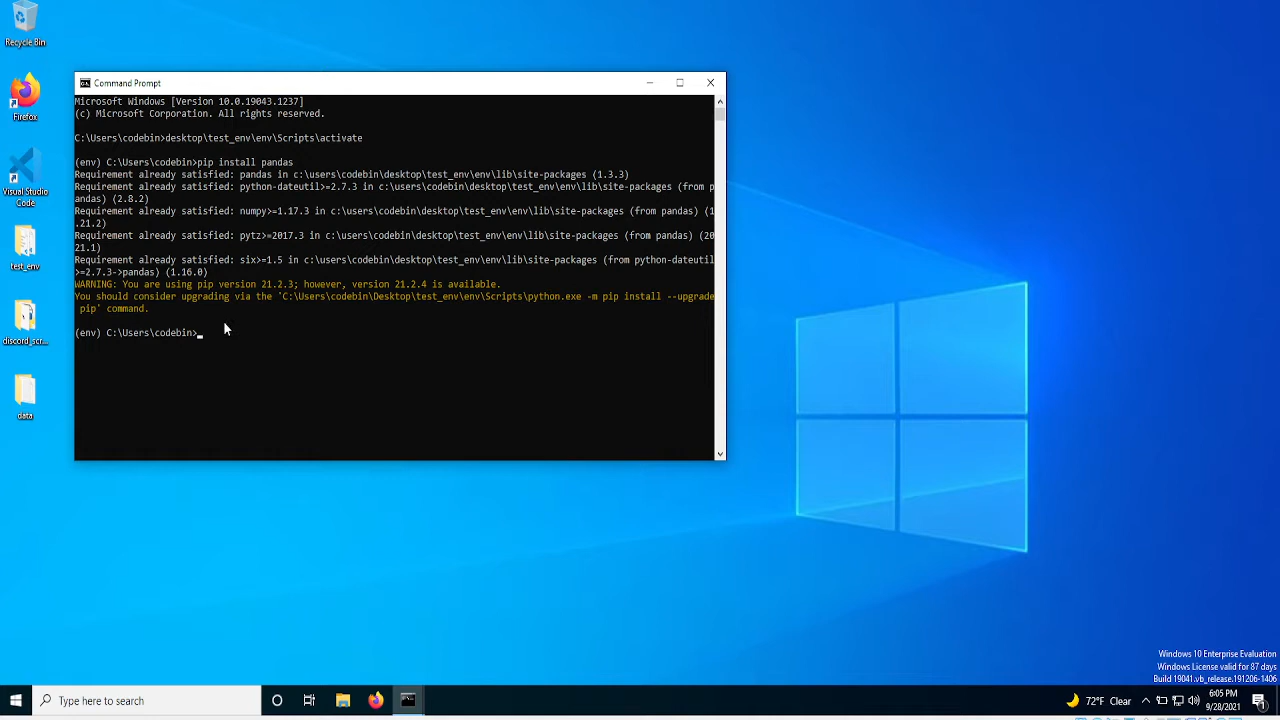 Recycle Bin
Firefox
Visual Studio
Code
test_env
discord_scr...
data
Command Prompt
Microsoft Windows [Version 10.0.19043.1237]
(c) Microsoft Corporation. All rights reserved.
C:\Users\codebin>desktop\test_env\env\Scripts\activate
(env) C:\Users\codebin>pip install pandas
Requirement already satisfied: pandas in c:\users\codebin\desktop\test_env\env\lib\site-packages (1.3.3)
Requirement already satisfied: python-dateutil>=2.7.3 in c:\users\codebin\desktop\test_env\env\lib\site-packages (from p
andas) (2.8.2)
Requirement already satisfied: numpy>=1.17.3 in c:\users\codebin\desktop\test_env\env\lib\site-packages (from pandas) (1
.21.2)
Requirement already satisfied: pytz>=2017.3 in c:\users\codebin\desktop\test_env\env\lib\site-packages (from pandas) (20
21.1)
Requirement already satisfied: six>=1.5 in c:\users\codebin\desktop\test_env\env\lib\site-packages (from python-dateutil
>=2.7.3->pandas) (1.16.0)
WARNING: You are using pip version 21.2.3; however, version 21.2.4 is available.
You should consider upgrading via the 'C:\Users\codebin\Desktop\test_env\env\Scripts\python.exe -m pip install --upgrade
 pip' command.
(env) C:\Users\codebin>
Windows 10 Enterprise Evaluation
Windows License valid for 87 days
Build 19041.vb_release.191206-1406
Type here to search
72°F Clear
6:05 PM
9/28/2021